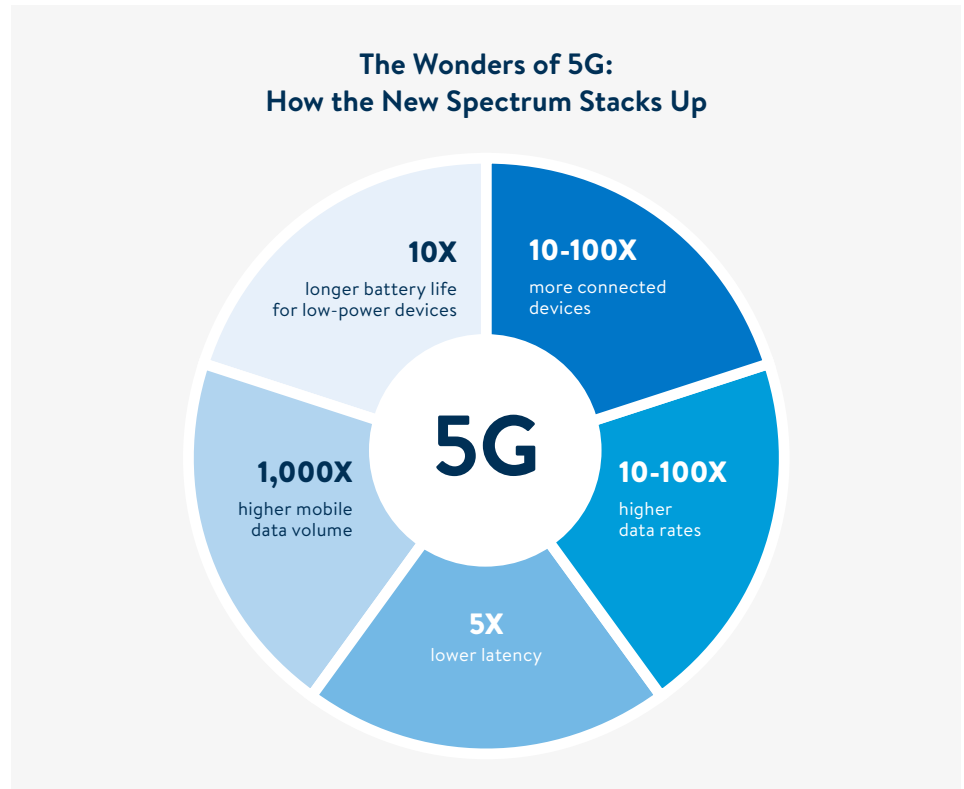 The Wonders of 5G:
How the New Spectrum Stacks Up
10X
longer battery life
for low-power devices
10-100X
more connected
devices
5G
1,000X
higher mobile
data volume
10-100X
higher
data rates
5X
lower latency